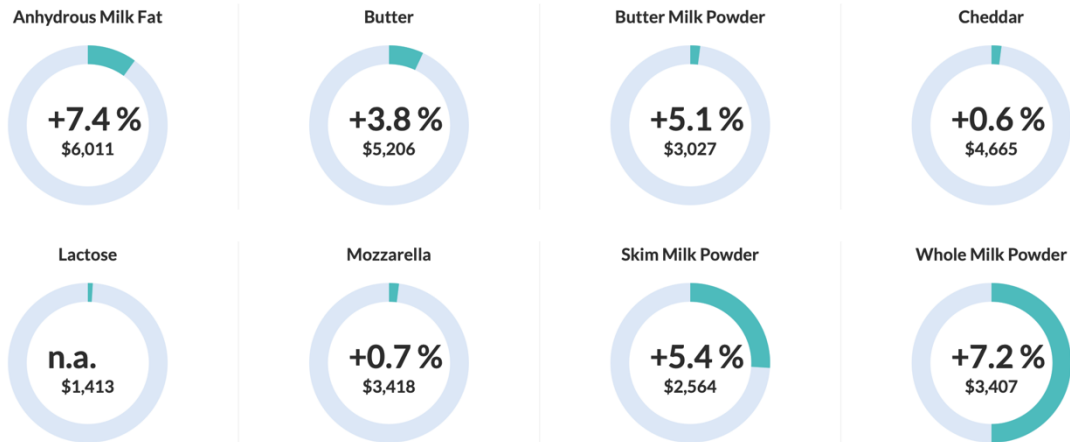 Anhydrous Milk Fat
+7.4 %
$6,011
Butter
+3.8 %
$5,206
Butter Milk Powder
+5.1 %
$3,027
Cheddar
+0.6 %
$4,665
Lactose
n.a.
$1,413
Mozzarella
+0.7 %
$3,418
Skim Milk Powder
+5.4 %
$2,564
Whole Milk Powder
+7.2 %
$3,407